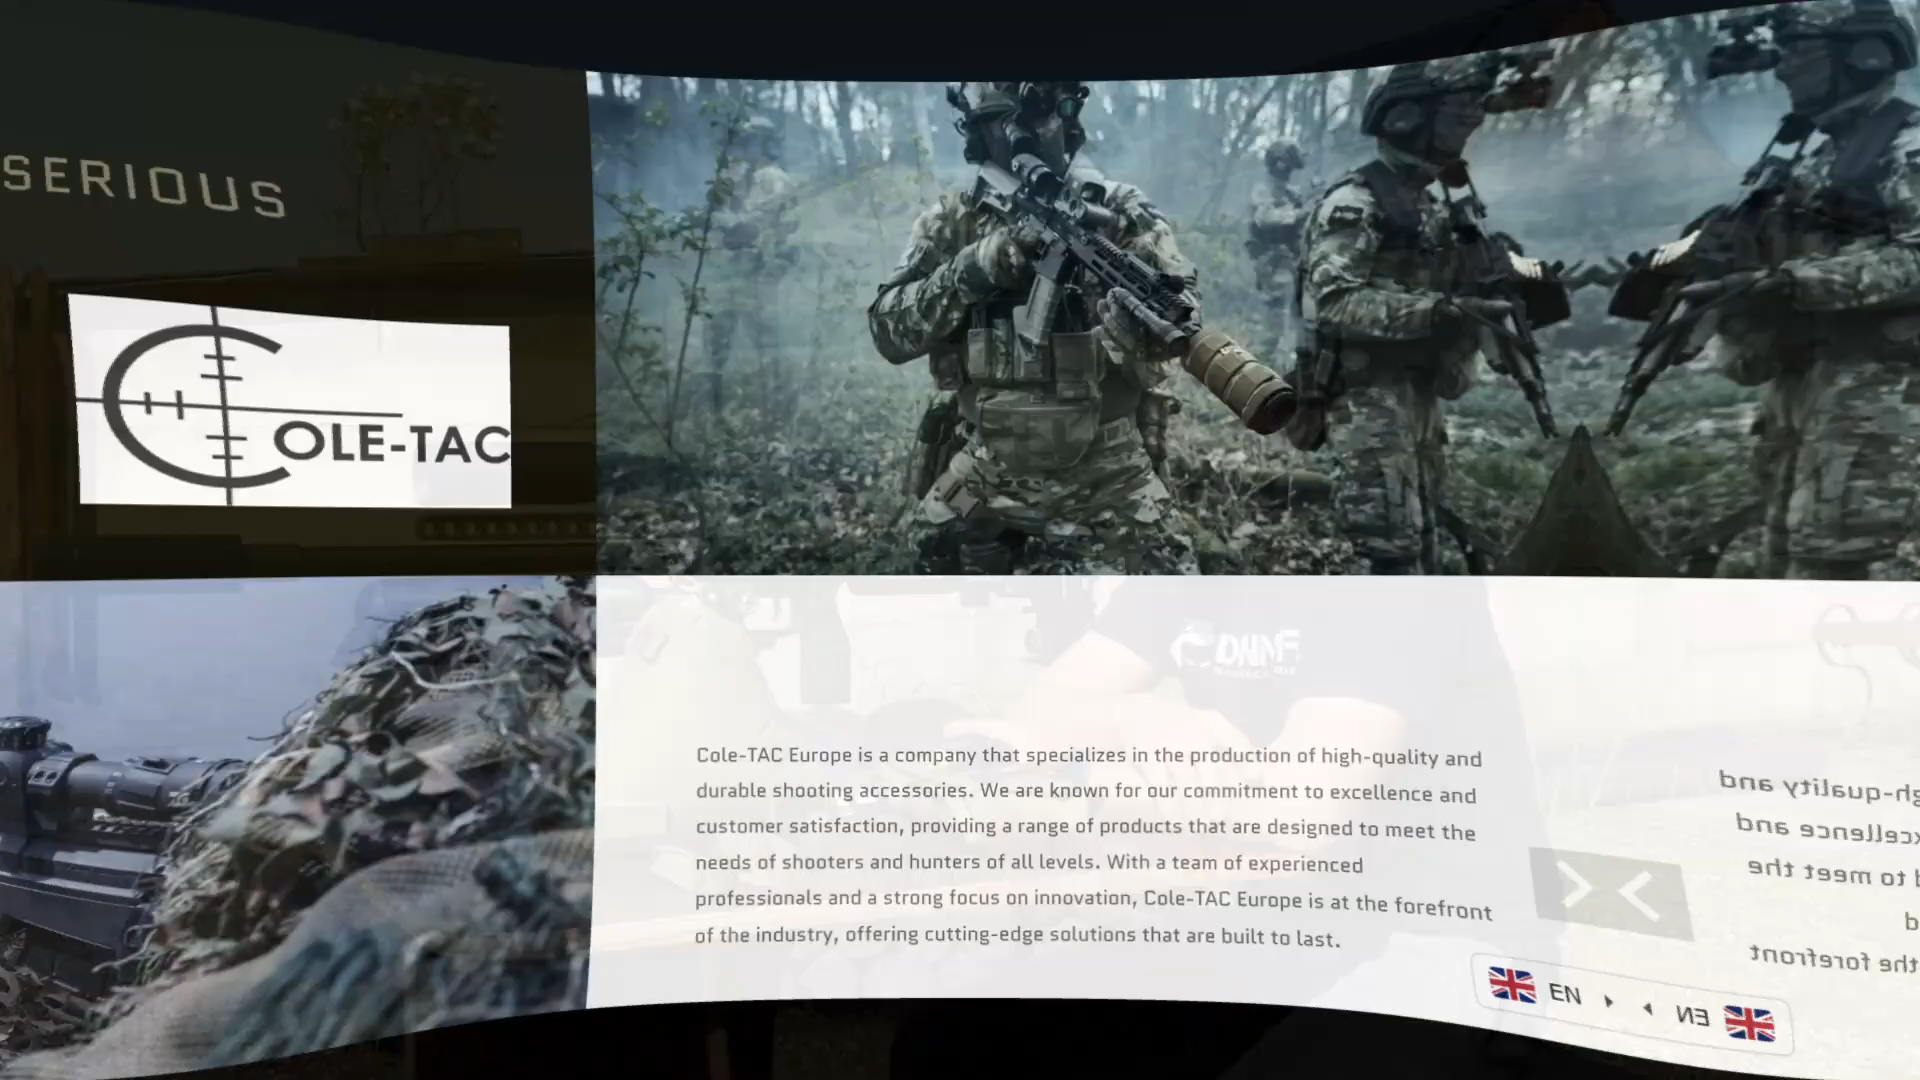 SERIOUS
COLE-TAC
DNMF
Cole-TAC Europe is a company that specializes in the production of high-quality and
durable shooting accessories. We are known for our commitment to excellence and
customer satisfaction, providing a range of products that are designed to meet the
needs of shooters and hunters of all levels. With a team of experienced
professionals and a strong focus on innovation, Cole-TAC Europe is at the forefront
of the industry, offering cutting-edge solutions that are built to last.
EN
EN